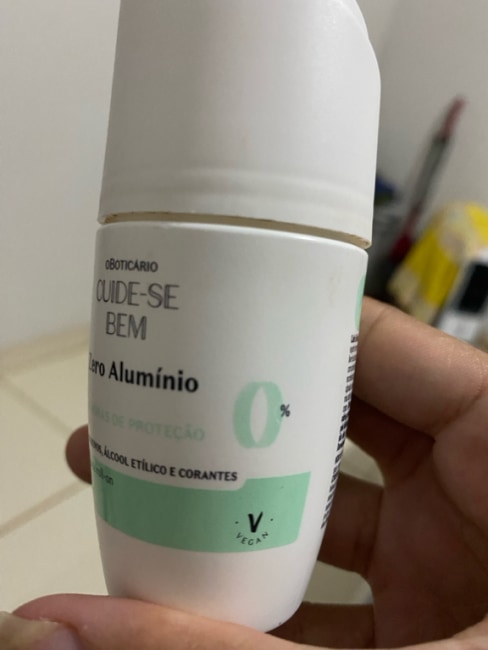 oBOTICÁRIO
CUIDE-SE
BEM
Zero Alumínio
0%
DE PROTEÇÃO
ÁLCOOL ETÍLICO E CORANTES
V
VEGAN